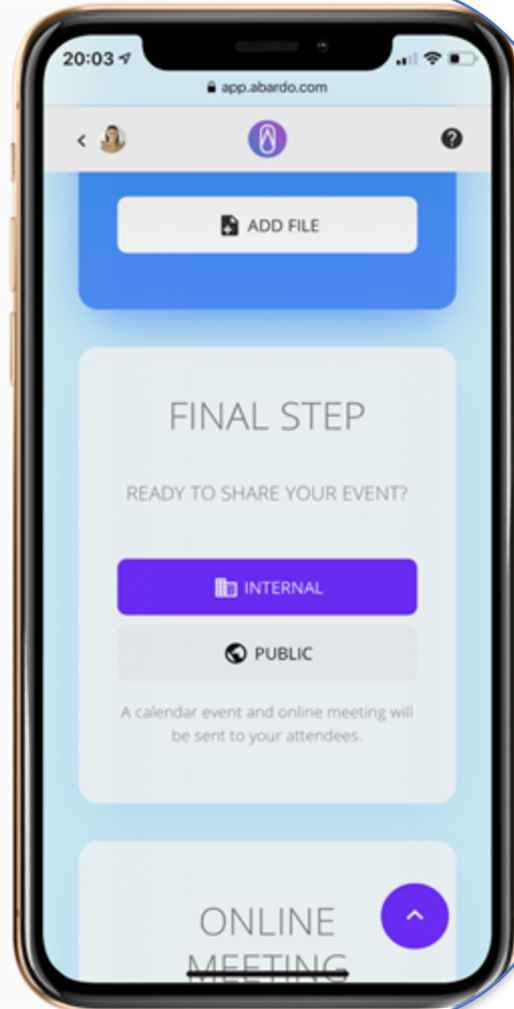 20:03
app.abardo.com
ADD FILE
FINAL STEP
READY TO SHARE YOUR EVENT?
INTERNAL
PUBLIC
A calendar event and online meeting will
be sent to your attendees.
ONLINE
MEETING